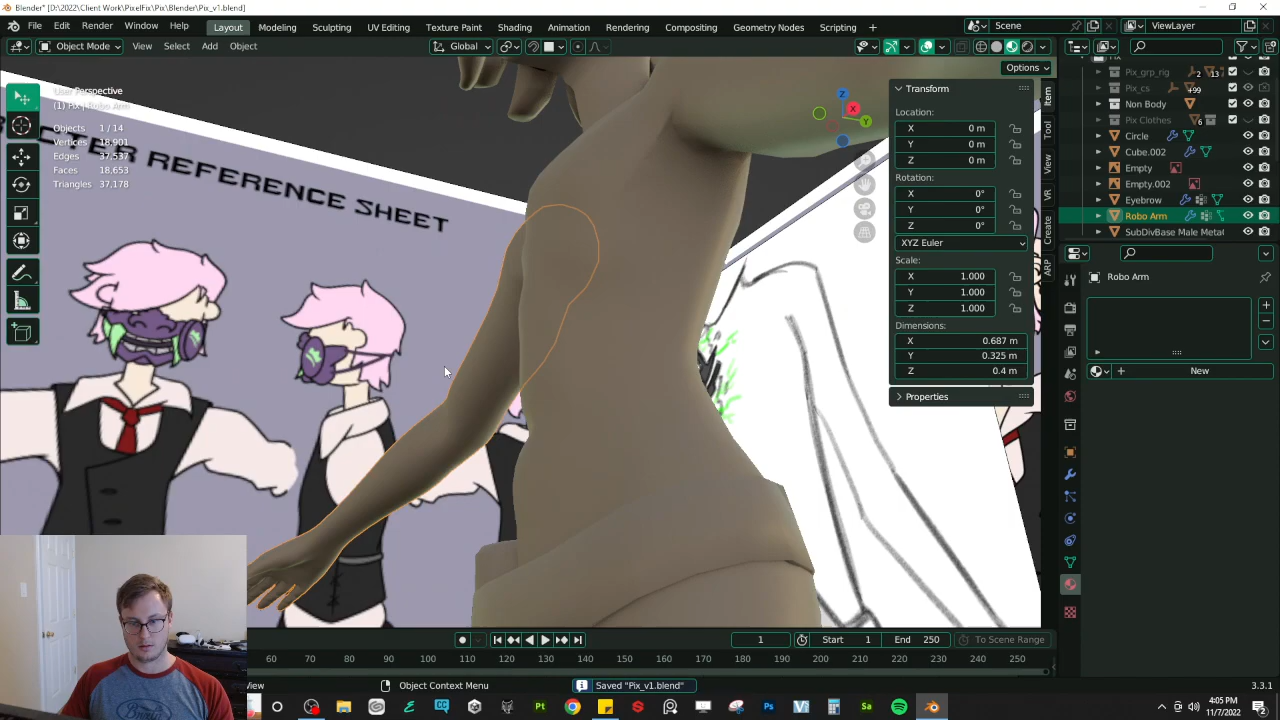 Blender* [D:\2022\Client Work\PixelFix\Pix\Blender\Pix_v1.blend]
File Edit Render Window Help Layout Modeling Sculpting UV Editing Texture Paint Shading Animation Rendering Compositing Geometry Nodes Scripting + Scene ViewLayer
Object Mode View Select Add Object Global
Options
User Perspective
(1) Pix | Robo Arm
Objects 1 / 14
Vertices 18,901
Edges 37,537
Faces 18,653
Triangles 37,178
REFERENCE SHEET
Z
X
Y
Transform
Location:
X 0 m
Y 0 m
Z 0 m
Rotation:
X 0°
Y 0°
Z 0°
XYZ Euler
Scale:
X 1.000
Y 1.000
Z 1.000
Dimensions:
X 0.687 m
Y 0.325 m
Z 0.4 m
Properties
Item
Tool
View
VR
Create
ARP
Pix
Pix_grp_rig 2 13
Pix_cs +99
Non Body
Pix Clothes 6
Circle
Cube.002
Empty
Empty.002
Eyebrow
Robo Arm
SubDivBase Male Metal
Robo Arm
+ New
1 Start 1 End 250 To Scene Range
60 70 80 90 100 110 120 130 140 150 160 170 180 190 200 210 220 230 240 250
View Object Context Menu Saved "Pix_v1.blend" 3.3.1
4:05 PM
11/7/2022